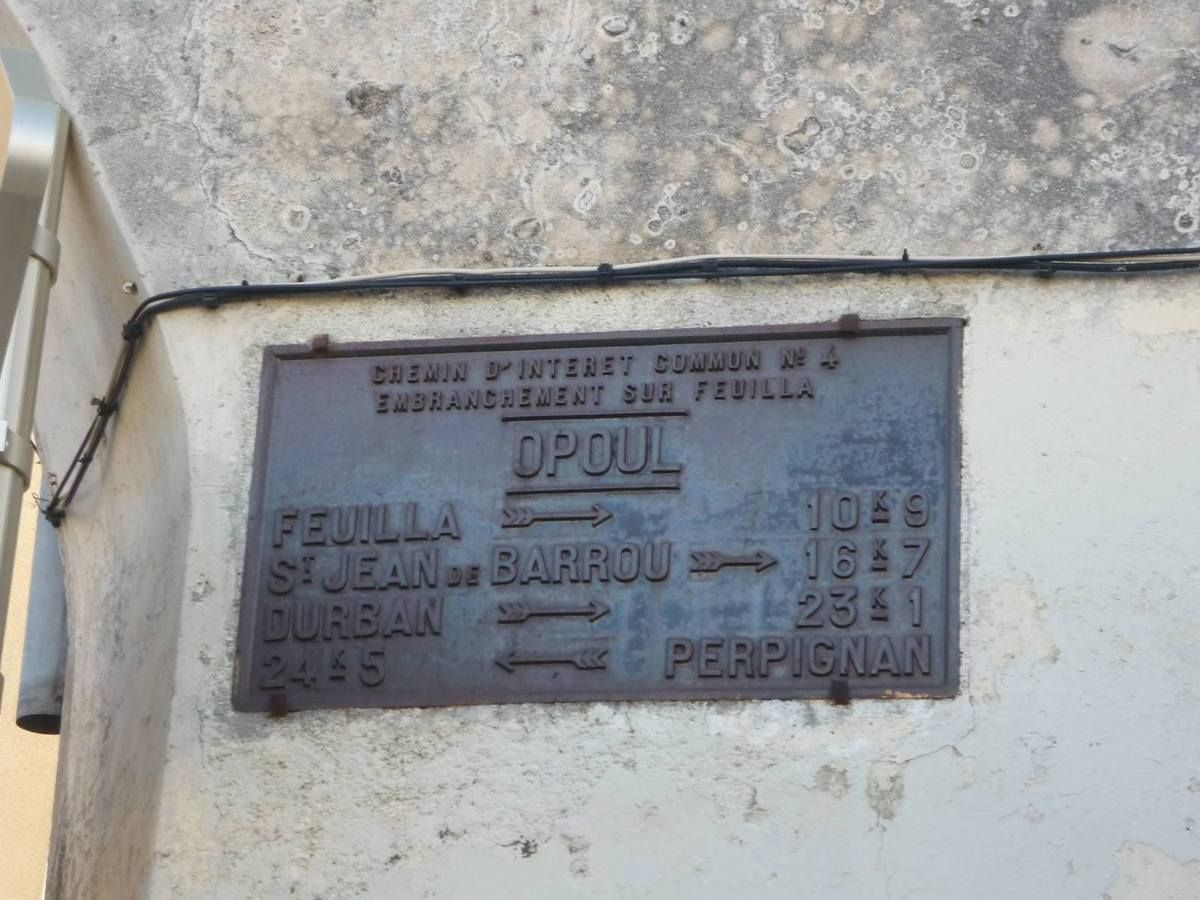 CHEMIN D'INTERET COMMUN Nº 4
EMBRANCHEMENT SUR FEUILLA
OPOUL
FEUILLA 10K9
ST JEAN DE BARROU 16K7
DURBAN 23K1
24K5 PERPIGNAN